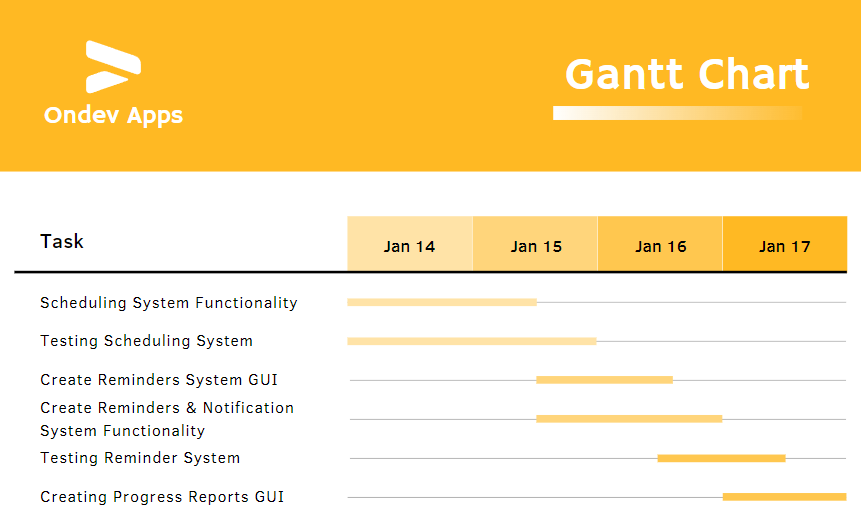 Ondev Apps
Gantt Chart
Task
Jan 14
Jan 15
Jan 16
Jan 17
Scheduling System Functionality
Testing Scheduling System
Create Reminders System GUI
Create Reminders & Notification
System Functionality
Testing Reminder System
Creating Progress Reports GUI